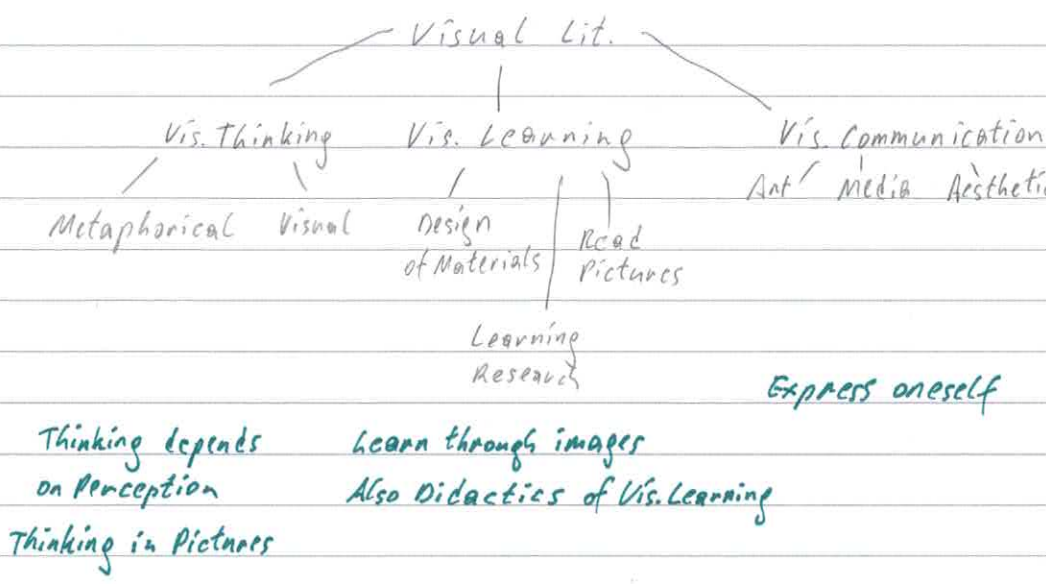 Visual Lit.
Vis. Thinking Vis. Learning Vis. Communication
Art Media Aestheti
Metaphorical Visual Design Read
of Materials Pictures
Learning
Research
Express oneself
Thinking depends Learn through images
on Perception Also Didactics of Vis. Learning
Thinking in Pictures